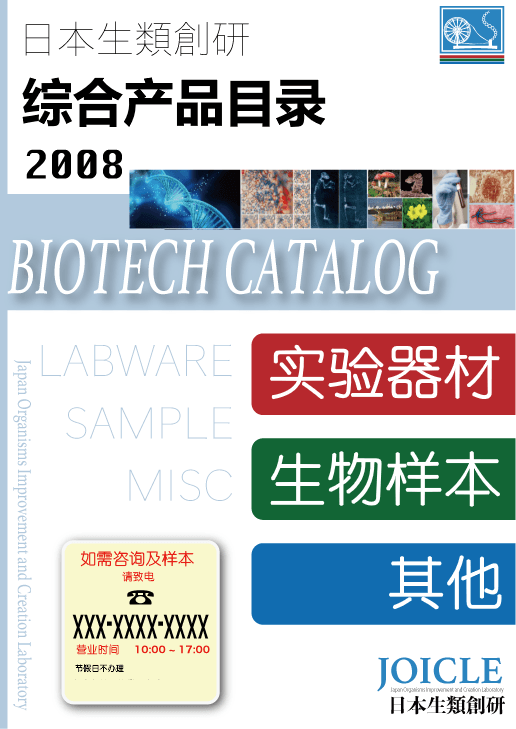 日本生類創研
综合产品目录
2008
BIOTECH CATALOG
LABWARE
实验器材
SAMPLE
生物样本
MISC
其他
Japan Organisms Improvement and Creation Laboratory
如需咨询及样本
请致电
XXX-XXXX-XXXX
营业时间 10:00 ~ 17:00
节假日不办理
JOICLE
Japan Organisms Improvement and Creation Laboratory
日本生類創研